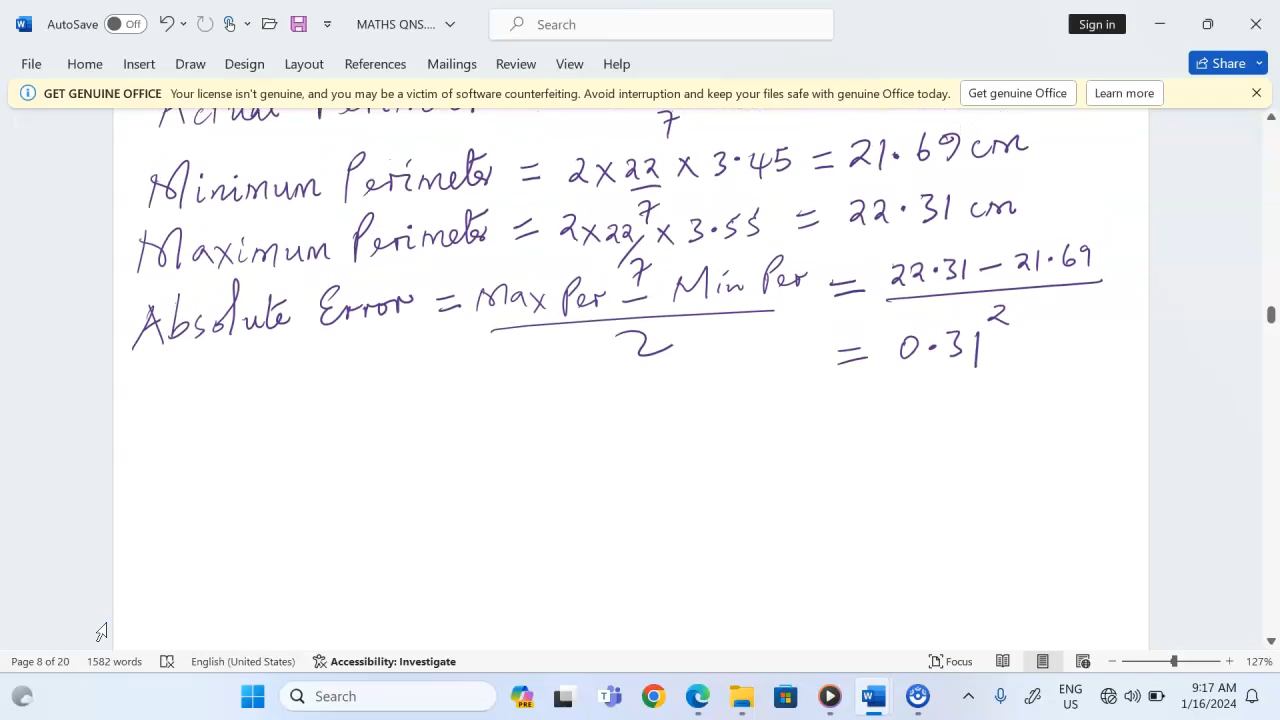 AutoSave Off MATHS QNS.... Search Sign in
File Home Insert Draw Design Layout References Mailings Review View Help Share
GET GENUINE OFFICE Your license isn't genuine, and you may be a victim of software counterfeiting. Avoid interruption and keep your files safe with genuine Office today. Get genuine Office Learn more
Actual Perimeter
7
Minimum Perimeter = 2 × 22 × 3.45 = 21.69 cm
7
Maximum Perimeter = 2 × 22 / 7 × 3.55 = 22.31 cm
Absolute Error = Max Per − Min Per = 22.31 − 21.69
2 2
= 0.31
Page 8 of 20 1582 words English (United States) Accessibility: Investigate Focus 127%
Search PRE ENG 9:17 AM
US 1/16/2024